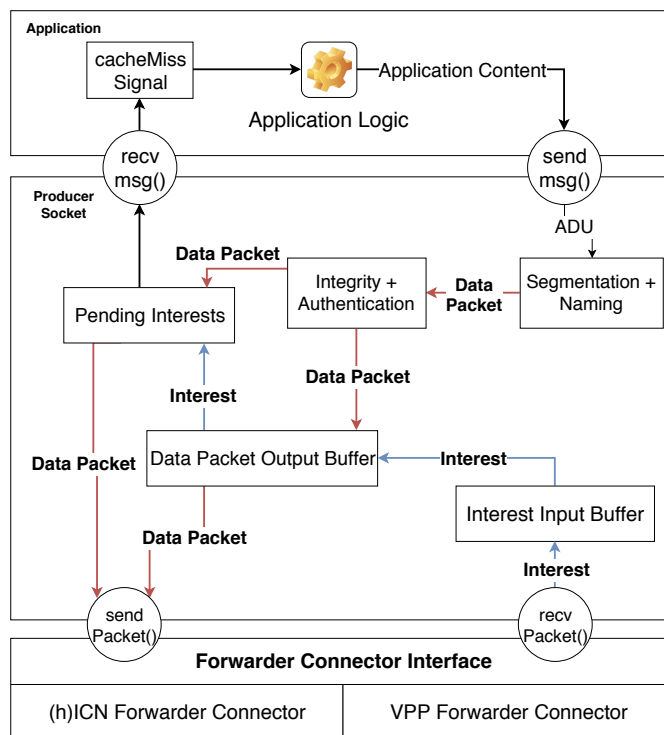 Application
cacheMiss
Signal
Application Content
Application Logic
recv
msg()
send
msg()
Producer
Socket
ADU
Data Packet
Integrity +
Authentication
Data
Packet
Segmentation +
Naming
Pending Interests
Interest
Data Packet
Data Packet
Data Packet Output Buffer
Interest
Interest Input Buffer
Data Packet
Interest
send
Packet()
recv
Packet()
Forwarder Connector Interface
(h)ICN Forwarder Connector
VPP Forwarder Connector